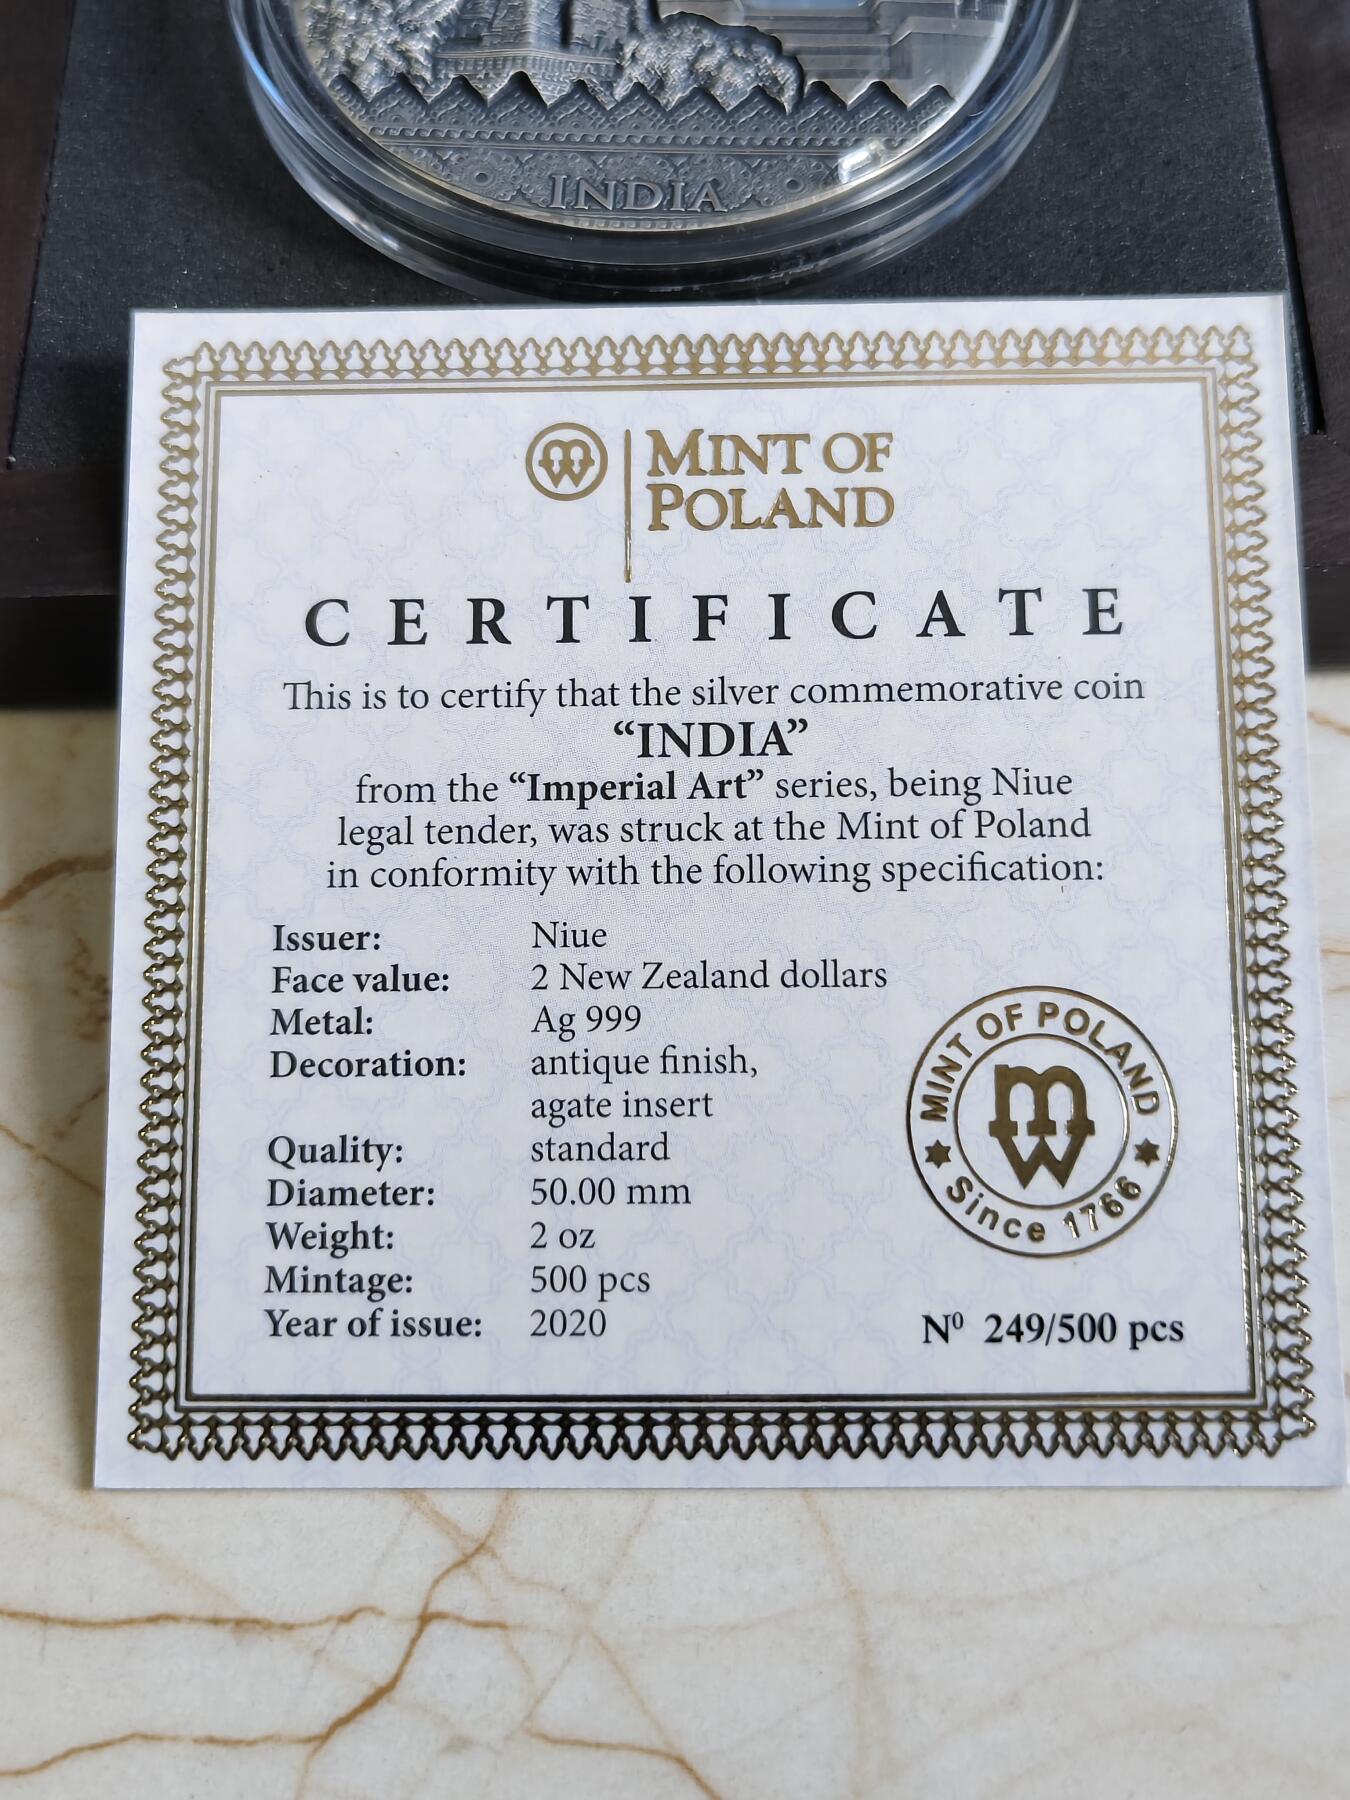 INDIA
MINT OF
POLAND
CERTIFICATE
This is to certify that the silver commemorative coin
“INDIA”
from the “Imperial Art” series, being Niue
legal tender, was struck at the Mint of Poland
in conformity with the following specification:
Issuer: Niue
Face value: 2 New Zealand dollars
Metal: Ag 999
Decoration: antique finish,
agate insert
Quality: standard
Diameter: 50.00 mm
Weight: 2 oz
Mintage: 500 pcs
Year of issue: 2020
MINT OF POLAND
mw
Since 1766
Nº 249/500 pcs